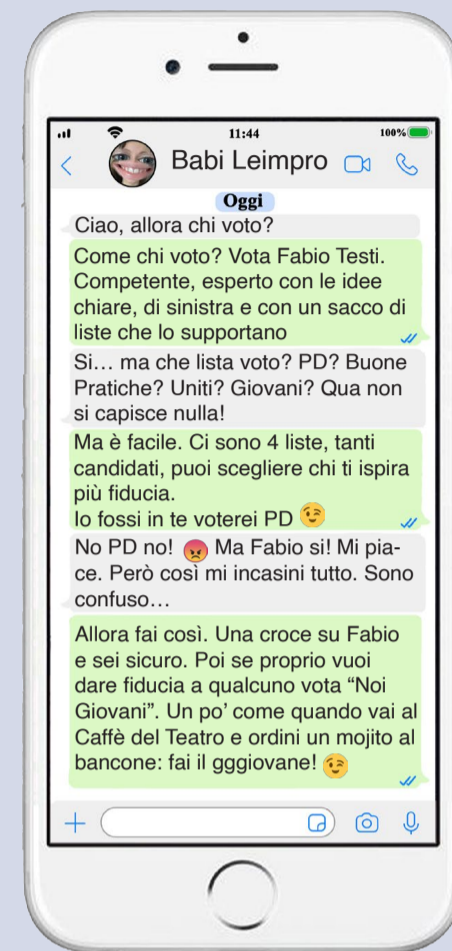 11:44
100%
Babi Leimpro
Oggi
Ciao, allora chi voto?
Come chi voto? Vota Fabio Testi.
Competente, esperto con le idee
chiare, di sinistra e con un sacco di
liste che lo supportano
Si... ma che lista voto? PD? Buone
Pratiche? Uniti? Giovani? Qua non
si capisce nulla!
Ma è facile. Ci sono 4 liste, tanti
candidati, puoi scegliere chi ti ispira
più fiducia.
Io fossi in te voterei PD 😉
No PD no! 😡 Ma Fabio si! Mi pia-
ce. Però così mi incasini tutto. Sono
confuso...
Allora fai così. Una croce su Fabio
e sei sicuro. Poi se proprio vuoi
dare fiducia a qualcuno vota “Noi
Giovani”. Un po’ come quando vai al
Caffè del Teatro e ordini un mojito al
bancone: fai il gggiovane! 😉